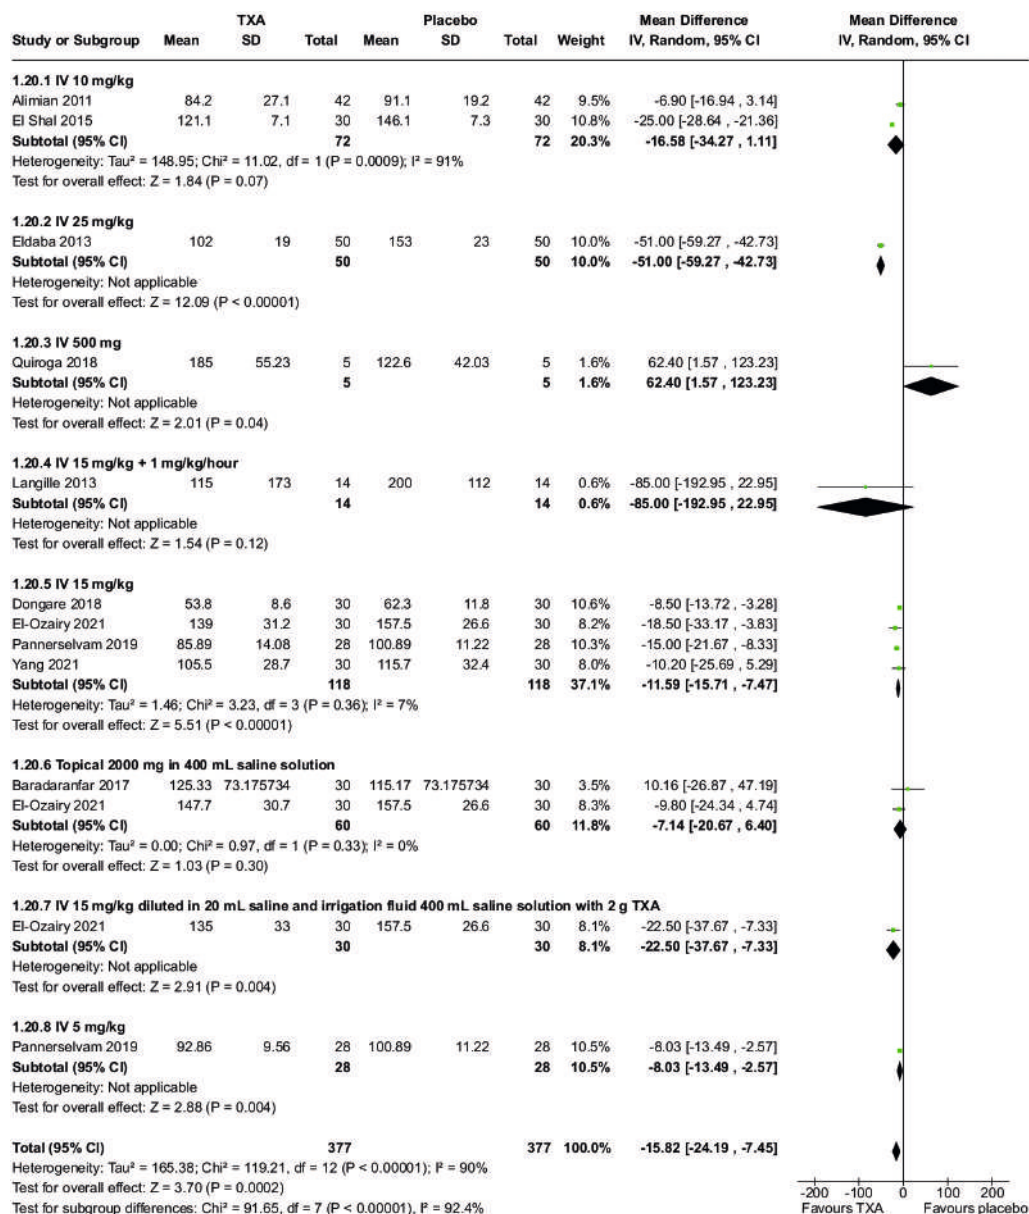 TXA Placebo Mean Difference Mean Difference
Study or Subgroup Mean SD Total Mean SD Total Weight IV, Random, 95% CI IV, Random, 95% CI
1.20.1 IV 10 mg/kg
Alimian 2011 84.2 27.1 42 91.1 19.2 42 9.5% -6.90 [-16.94 , 3.14]
El Shal 2015 121.1 7.1 30 146.1 7.3 30 10.8% -25.00 [-28.64 , -21.36]
Subtotal (95% CI) 72 72 20.3% -16.58 [-34.27 , 1.11]
Heterogeneity: Tau² = 148.95; Chi² = 11.02, df = 1 (P = 0.0009); I² = 91%
Test for overall effect: Z = 1.84 (P = 0.07)
1.20.2 IV 25 mg/kg
Eldaba 2013 102 19 50 153 23 50 10.0% -51.00 [-59.27 , -42.73]
Subtotal (95% CI) 50 50 10.0% -51.00 [-59.27 , -42.73]
Heterogeneity: Not applicable
Test for overall effect: Z = 12.09 (P < 0.00001)
1.20.3 IV 500 mg
Quiroga 2018 185 55.23 5 122.6 42.03 5 1.6% 62.40 [1.57 , 123.23]
Subtotal (95% CI) 5 5 1.6% 62.40 [1.57 , 123.23]
Heterogeneity: Not applicable
Test for overall effect: Z = 2.01 (P = 0.04)
1.20.4 IV 15 mg/kg + 1 mg/kg/hour
Langille 2013 115 173 14 200 112 14 0.6% -85.00 [-192.95 , 22.95]
Subtotal (95% CI) 14 14 0.6% -85.00 [-192.95 , 22.95]
Heterogeneity: Not applicable
Test for overall effect: Z = 1.54 (P = 0.12)
1.20.5 IV 15 mg/kg
Dongare 2018 53.8 8.6 30 62.3 11.8 30 10.6% -8.50 [-13.72 , -3.28]
El-Ozairy 2021 139 31.2 30 157.5 26.6 30 8.2% -18.50 [-33.17 , -3.83]
Pannerselvam 2019 85.89 14.08 28 100.89 11.22 28 10.3% -15.00 [-21.67 , -8.33]
Yang 2021 105.5 28.7 30 115.7 32.4 30 8.0% -10.20 [-25.69 , 5.29]
Subtotal (95% CI) 118 118 37.1% -11.59 [-15.71 , -7.47]
Heterogeneity: Tau² = 1.46; Chi² = 3.23, df = 3 (P = 0.36); I² = 7%
Test for overall effect: Z = 5.51 (P < 0.00001)
1.20.6 Topical 2000 mg in 400 mL saline solution
Baradaranfar 2017 125.33 73.175734 30 115.17 73.175734 30 3.5% 10.16 [-26.87 , 47.19]
El-Ozairy 2021 147.7 30.7 30 157.5 26.6 30 8.3% -9.80 [-24.34 , 4.74]
Subtotal (95% CI) 60 60 11.8% -7.14 [-20.67 , 6.40]
Heterogeneity: Tau² = 0.00; Chi² = 0.97, df = 1 (P = 0.33); I² = 0%
Test for overall effect: Z = 1.03 (P = 0.30)
1.20.7 IV 15 mg/kg diluted in 20 mL saline and irrigation fluid 400 mL saline solution with 2 g TXA
El-Ozairy 2021 135 33 30 157.5 26.6 30 8.1% -22.50 [-37.67 , -7.33]
Subtotal (95% CI) 30 30 8.1% -22.50 [-37.67 , -7.33]
Heterogeneity: Not applicable
Test for overall effect: Z = 2.91 (P = 0.004)
1.20.8 IV 5 mg/kg
Pannerselvam 2019 92.86 9.56 28 100.89 11.22 28 10.5% -8.03 [-13.49 , -2.57]
Subtotal (95% CI) 28 28 10.5% -8.03 [-13.49 , -2.57]
Heterogeneity: Not applicable
Test for overall effect: Z = 2.88 (P = 0.004)
Total (95% CI) 377 377 100.0% -15.82 [-24.19 , -7.45]
Heterogeneity: Tau² = 165.38; Chi² = 119.21, df = 12 (P < 0.00001); I² = 90%
Test for overall effect: Z = 3.70 (P = 0.0002)
-200 -100 0 100 200
Test for subgroup differences: Chi² = 91.65, df = 7 (P < 0.00001), I² = 92.4% Favours TXA Favours placebo